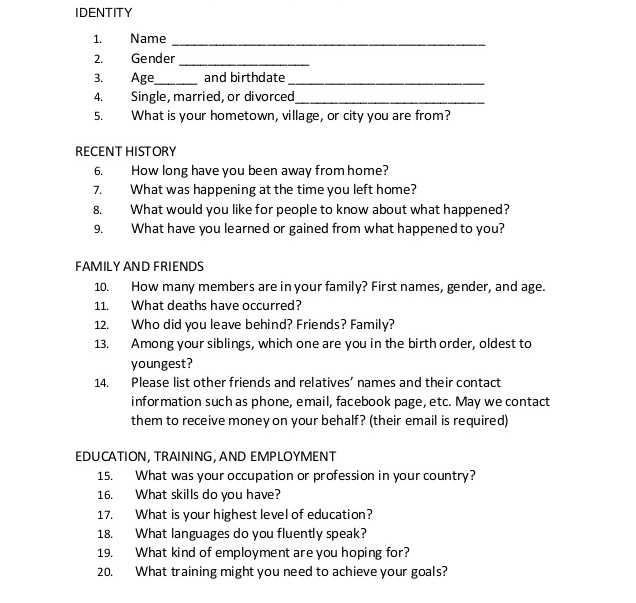 IDENTITY
1. Name ___________________________________________
2. Gender __________________
3. Age______ and birthdate ___________________________
4. Single, married, or divorced__________________________
5. What is your hometown, village, or city you are from?
RECENT HISTORY
6. How long have you been away from home?
7. What was happening at the time you left home?
8. What would you like for people to know about what happened?
9. What have you learned or gained from what happened to you?
FAMILY AND FRIENDS
10. How many members are in your family? First names, gender, and age.
11. What deaths have occurred?
12. Who did you leave behind? Friends? Family?
13. Among your siblings, which one are you in the birth order, oldest to
youngest?
14. Please list other friends and relatives’ names and their contact
information such as phone, email, facebook page, etc. May we contact
them to receive money on your behalf? (their email is required)
EDUCATION, TRAINING, AND EMPLOYMENT
15. What was your occupation or profession in your country?
16. What skills do you have?
17. What is your highest level of education?
18. What languages do you fluently speak?
19. What kind of employment are you hoping for?
20. What training might you need to achieve your goals?